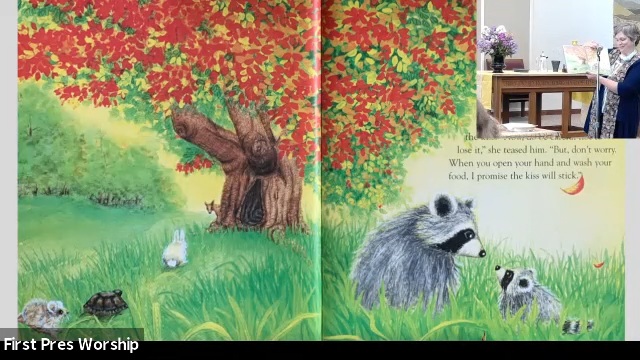 lose it,” she teased him. “But, don’t worry.
When you open your hand and wash your
food, I promise the kiss will stick.”
First Pres Worship